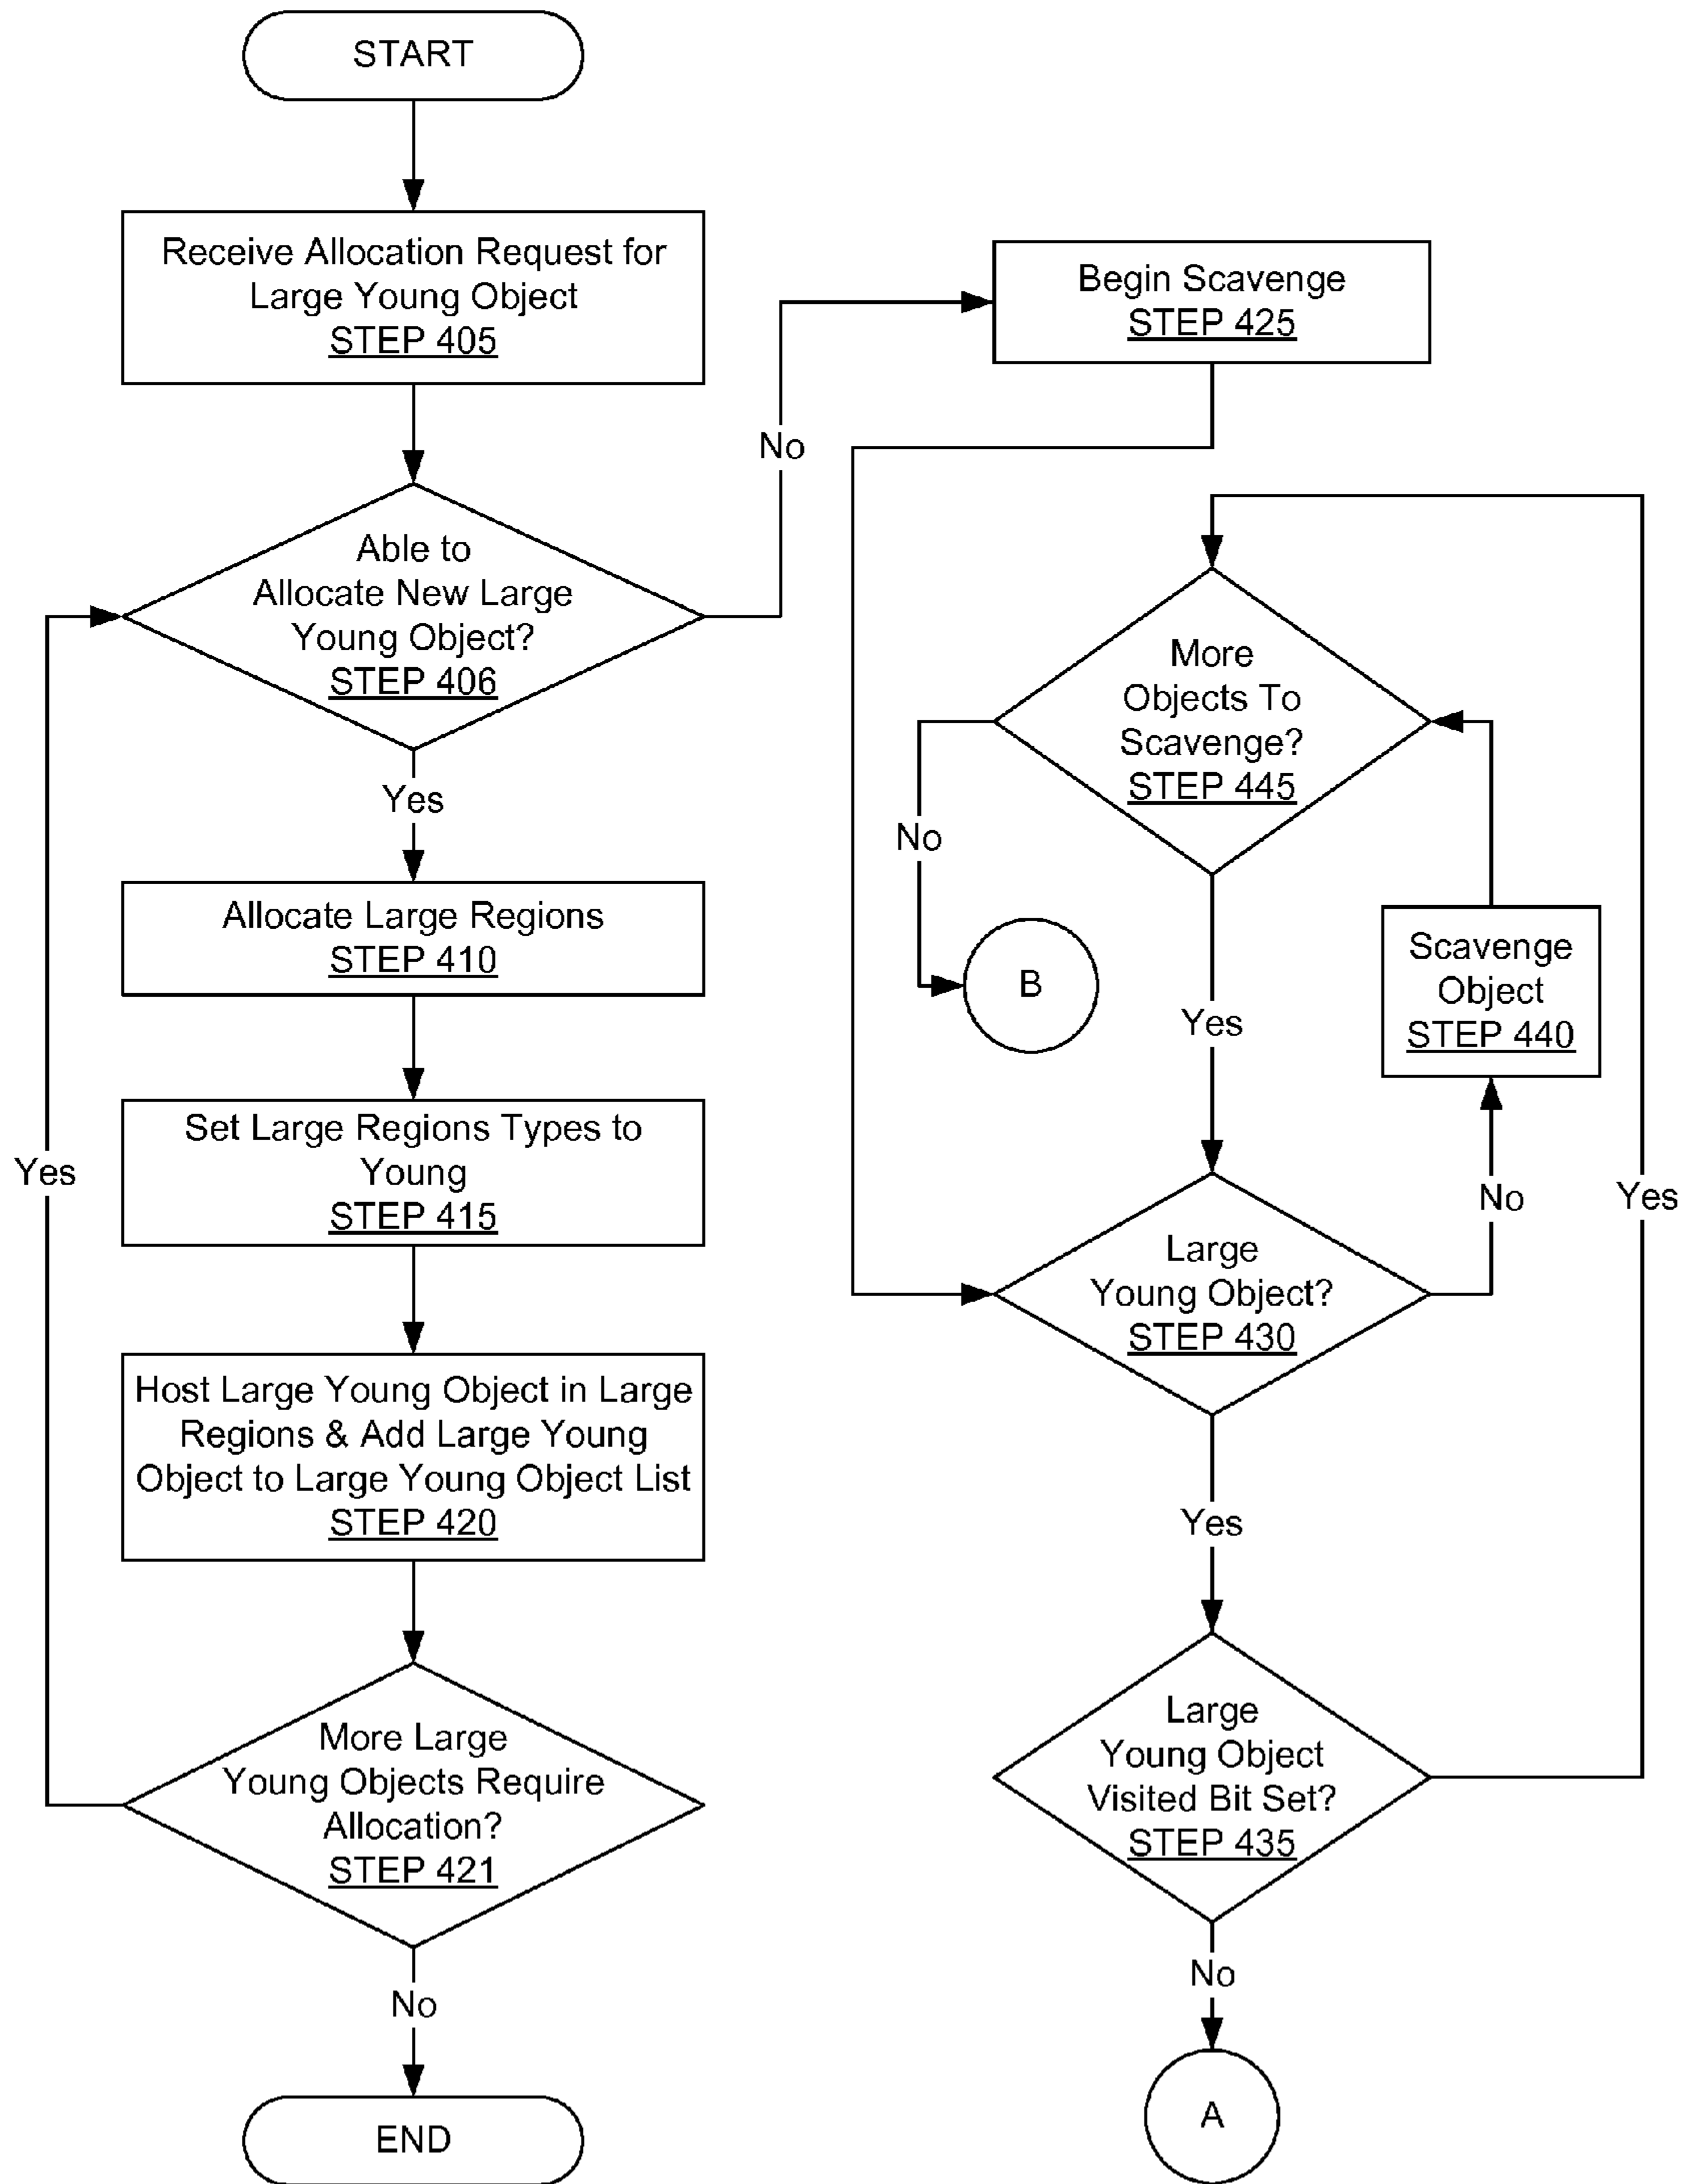 START
Receive Allocation Request for
Large Young Object
STEP 405
Able to
Allocate New Large
Young Object?
STEP 406
Yes
No
Allocate Large Regions
STEP 410
Set Large Regions Types to
Young
STEP 415
Host Large Young Object in Large
Regions & Add Large Young
Object to Large Young Object List
STEP 420
More Large
Young Objects Require
Allocation?
STEP 421
Yes
No
END
Begin Scavenge
STEP 425
More
Objects To
Scavenge?
STEP 445
No
B
Yes
Scavenge
Object
STEP 440
No
Large
Young Object?
STEP 430
Yes
Large
Young Object
Visited Bit Set?
STEP 435
Yes
No
A